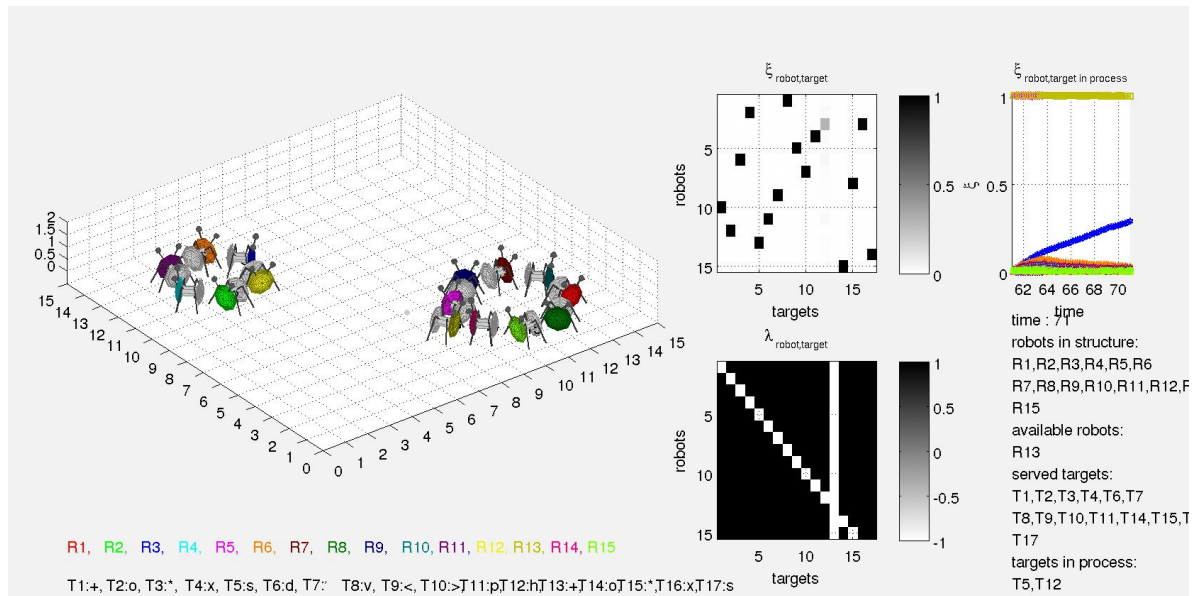 ξ robot,target
ξ robot,target in process
2
1.5
1
0.5
0
15
14
13
12
11
10
9
8
7
6
5
4
3
2
1
0
0
1
2
3
4
5
6
7
8
9
10
11
12
13
14
15
robots
5
10
15
5 10 15
targets
1
0.5
0
ξ
1
0.5
0
62 64 66 68 70
time
λ robot,target
robots
5
10
15
5 10 15
targets
1
0.5
0
-0.5
-1
time : 71
robots in structure:
R1,R2,R3,R4,R5,R6
R7,R8,R9,R10,R11,R12,R
R15
available robots:
R13
served targets:
T1,T2,T3,T4,T6,T7
T8,T9,T10,T11,T14,T15,T
T17
targets in process:
T5,T12
R1, R2, R3, R4, R5, R6, R7, R8, R9, R10, R11, R12, R13, R14, R15
T1:+, T2:o, T3:*, T4:x, T5:s, T6:d, T7:^ T8:v, T9:<, T10:>,T11:p,T12:h,T13:+,T14:o,T15:*,T16:x,T17:s